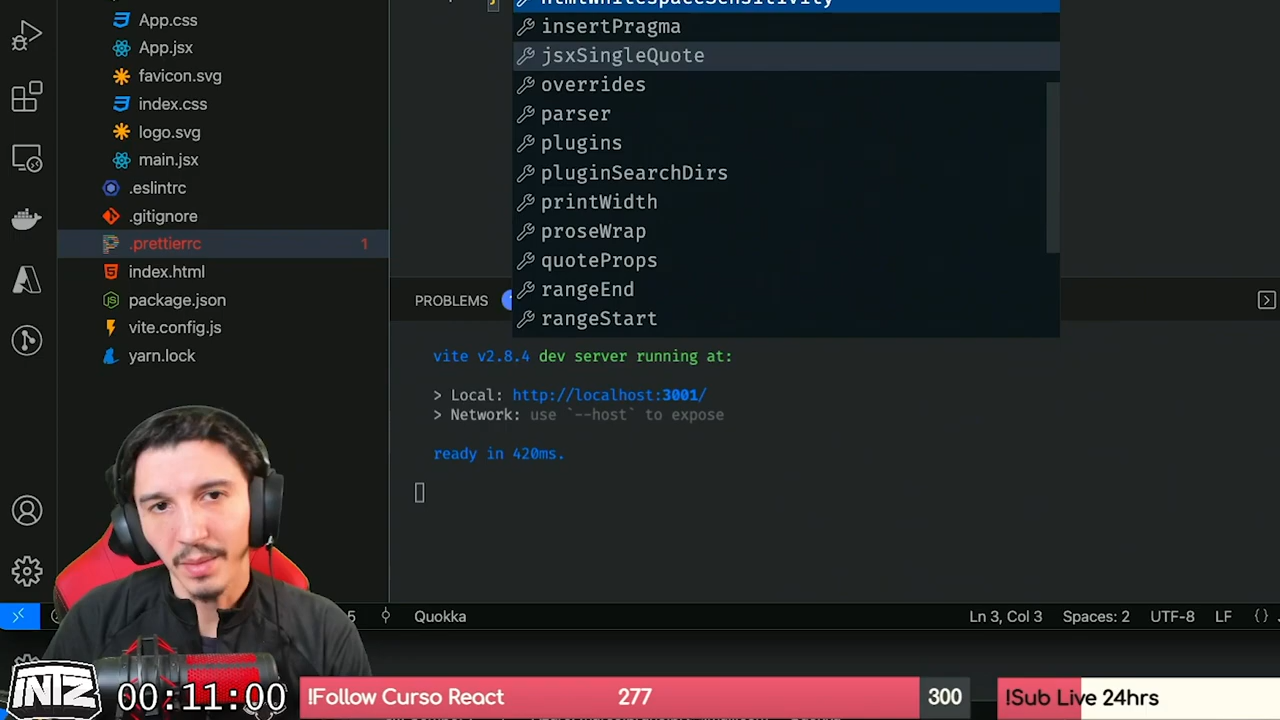 App.css
App.jsx
favicon.svg
index.css
logo.svg
main.jsx
.eslintrc
.gitignore
.prettierrc 1
index.html
package.json
vite.config.js
yarn.lock
htmlWhitespaceSensitivity
insertPragma
jsxSingleQuote
overrides
parser
plugins
pluginSearchDirs
printWidth
proseWrap
quoteProps
rangeEnd
rangeStart
PROBLEMS
vite v2.8.4 dev server running at:
> Local: http://localhost:3001/
> Network: use `--host` to expose
ready in 420ms.
Quokka
Ln 3, Col 3 Spaces: 2 UTF-8 LF {}
INTZ
00:11:00
!Follow Curso React 277 300
!Sub Live 24hrs